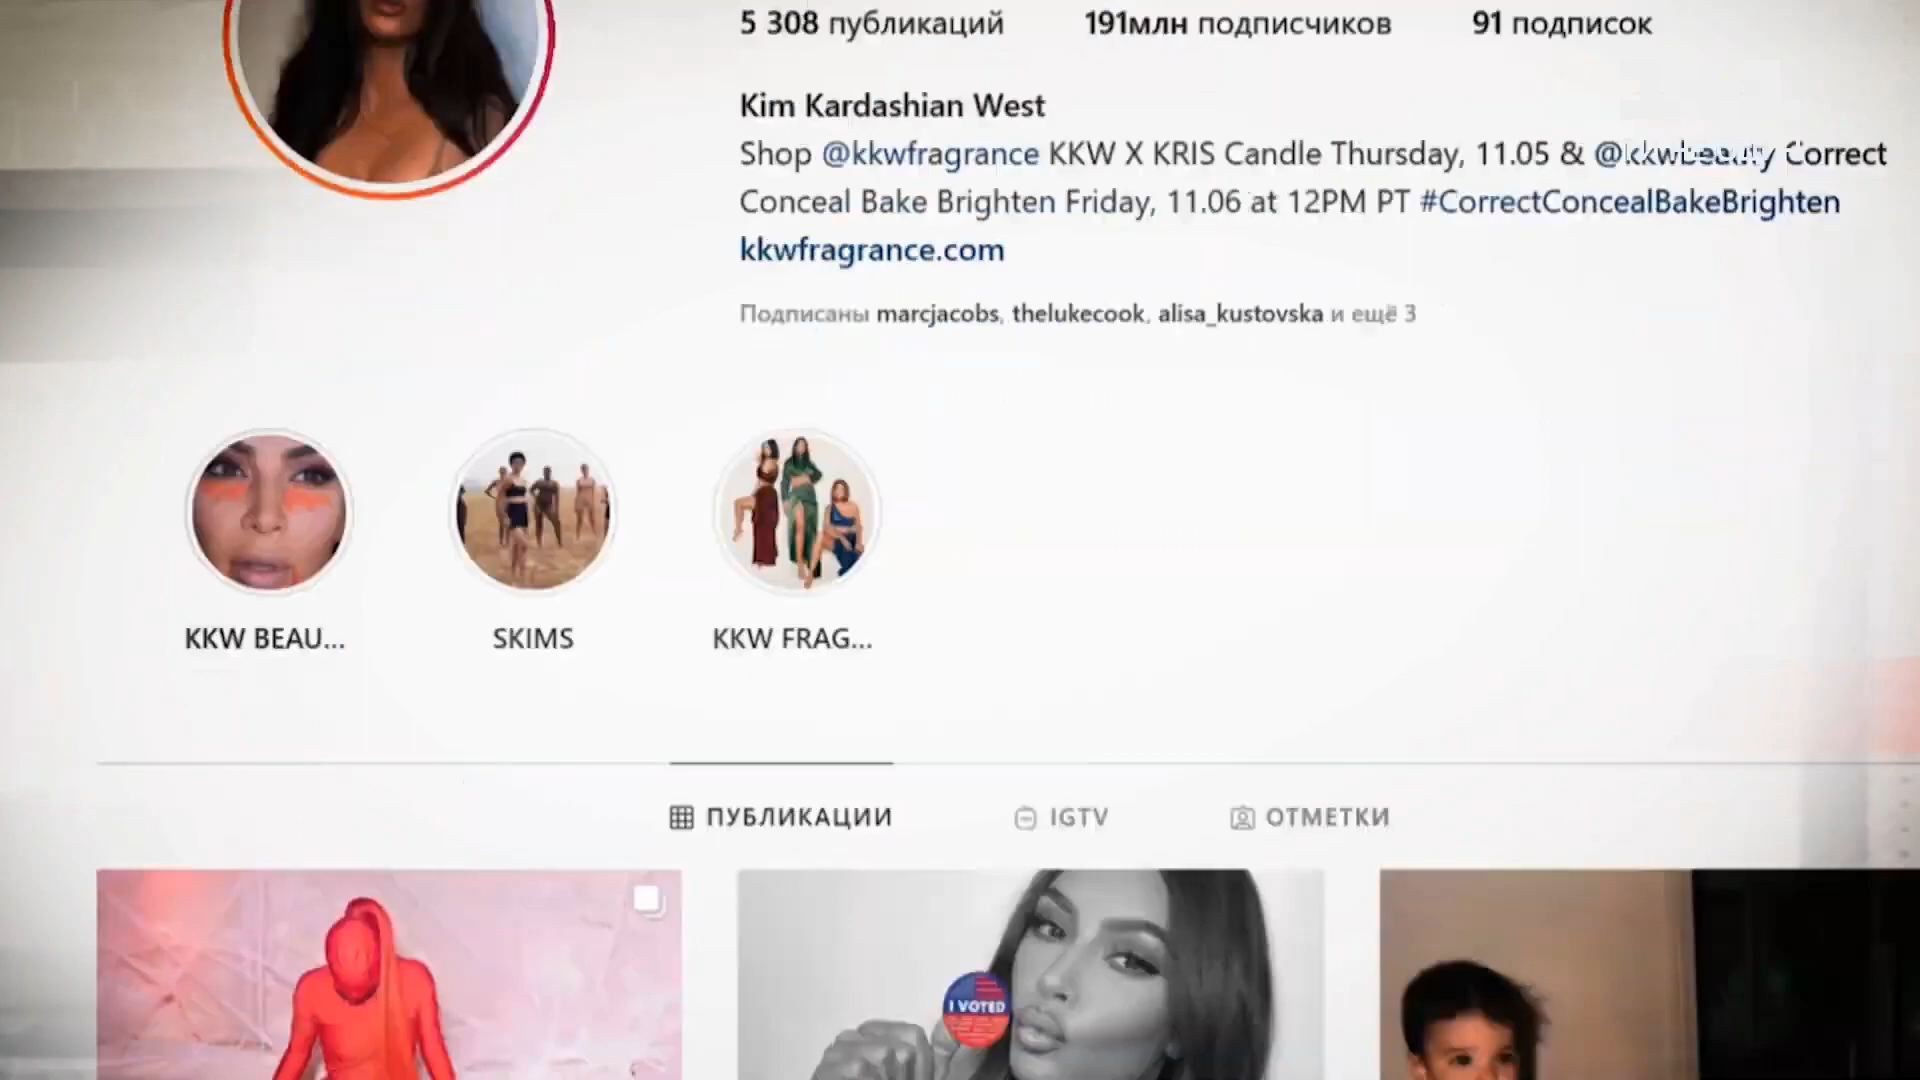 5 308 публикаций 191млн подписчиков 91 подписок
Kim Kardashian West
Shop @kkwfragrance KKW X KRIS Candle Thursday, 11.05 & @kkwbeauty Correct
Conceal Bake Brighten Friday, 11.06 at 12PM PT #CorrectConcealBakeBrighten
kkwfragrance.com
Подписаны marcjacobs, thelukecook, alisa_kustovska и ещё 3
KKW BEAU... SKIMS KKW FRAG...
ПУБЛИКАЦИИ IGTV ОТМЕТКИ
I VOTED